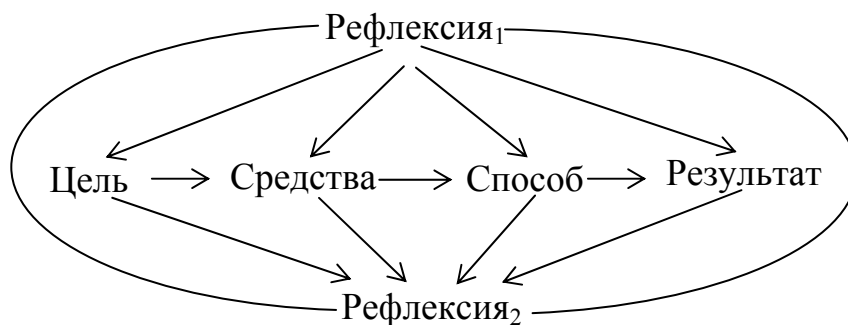 Рефлексия₁
Цель Средства Способ Результат
Рефлексия₂